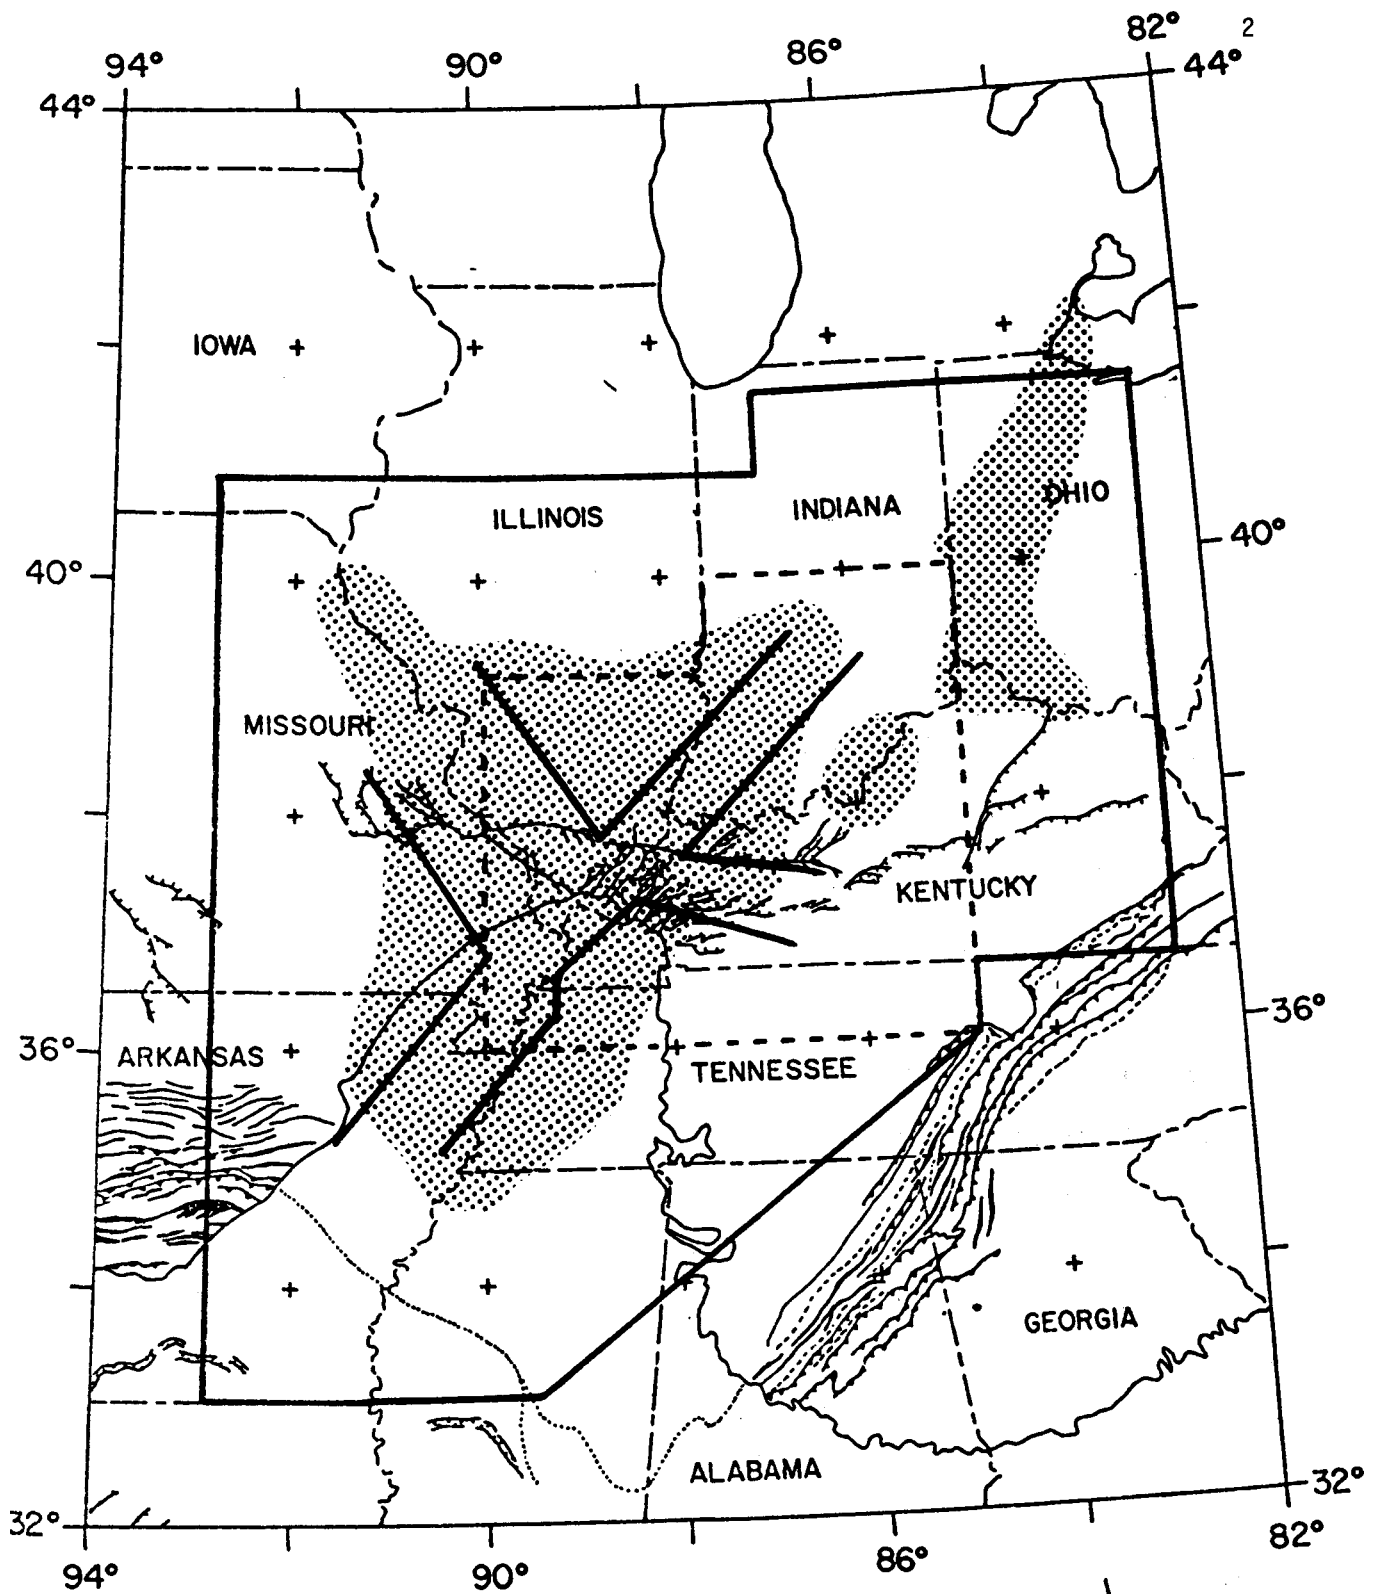 94° 90° 86° 82° 2
44° 44°
IOWA
ILLINOIS INDIANA OHIO
40° 40°
MISSOURI
KENTUCKY
36° 36°
ARKANSAS TENNESSEE
GEORGIA
ALABAMA
32° 32°
94° 90° 86° 82°